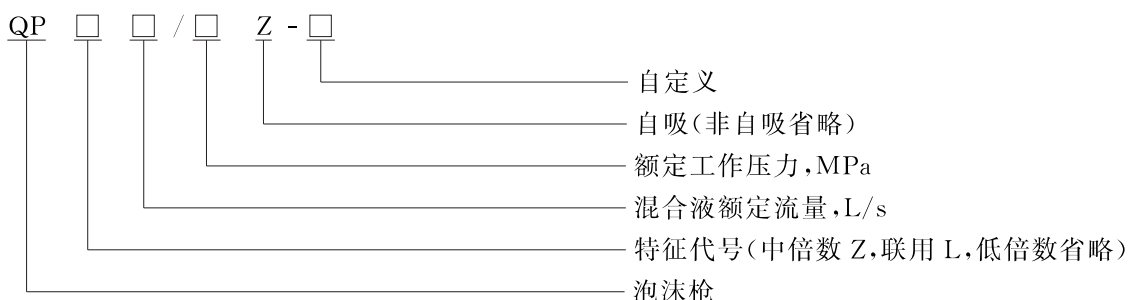 QP □ □ / □ Z - □
自定义
自吸(非自吸省略)
额定工作压力,MPa
混合液额定流量,L/s
特征代号(中倍数 Z,联用 L,低倍数省略)
泡沫枪